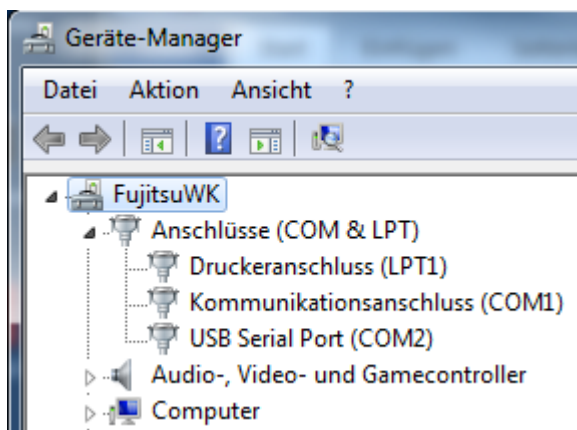 Geräte-Manager
Datei Aktion Ansicht ?
FujitsuWK
Anschlüsse (COM & LPT)
Druckeranschluss (LPT1)
Kommunikationsanschluss (COM1)
USB Serial Port (COM2)
Audio-, Video- und Gamecontroller
Computer